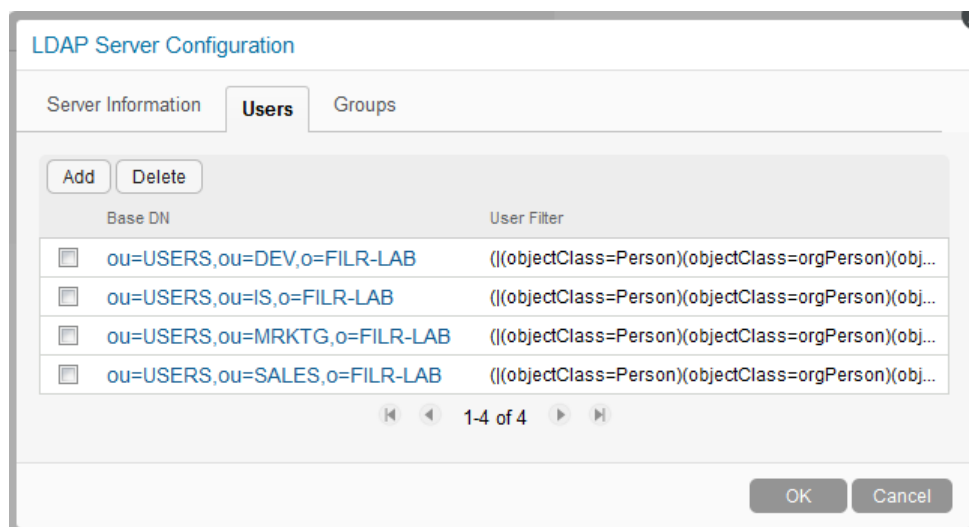 LDAP Server Configuration
Server Information Users Groups
Add Delete
Base DN User Filter
ou=USERS,ou=DEV,o=FILR-LAB (|(objectClass=Person)(objectClass=orgPerson)(obj...
ou=USERS,ou=IS,o=FILR-LAB (|(objectClass=Person)(objectClass=orgPerson)(obj...
ou=USERS,ou=MRKTG,o=FILR-LAB (|(objectClass=Person)(objectClass=orgPerson)(obj...
ou=USERS,ou=SALES,o=FILR-LAB (|(objectClass=Person)(objectClass=orgPerson)(obj...
1-4 of 4
OK Cancel